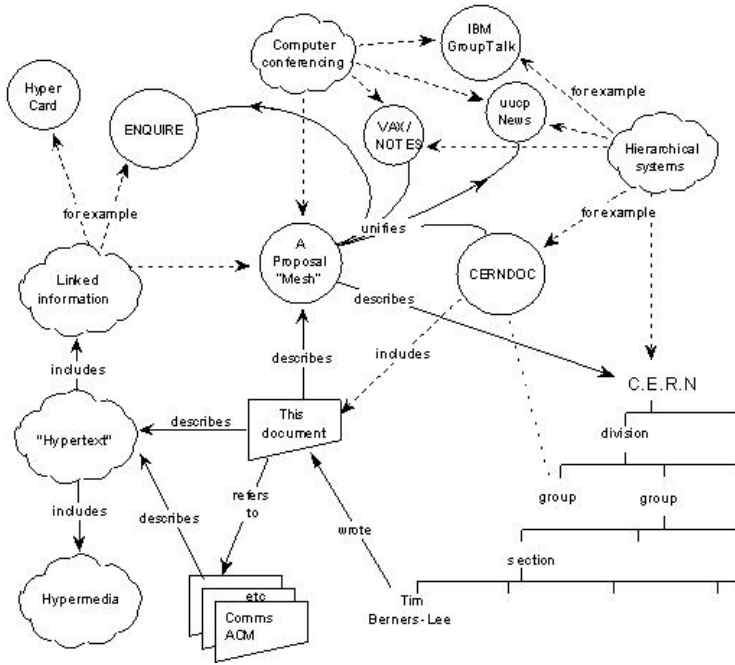 IBM
GroupTalk
Computer
conferencing
Hyper
Card
ENQUIRE
VAX/
NOTES
uucp
News
for example
Hierarchical
systems
for example
unifies
for example
A
Proposal
"Mesh"
CERNDOC
Linked
information
describes
includes
describes
includes
C.E.R.N
This
document
describes
"Hypertext"
division
refers
to
group
group
includes
describes
wrote
section
Hypermedia
etc
Tim
Berners-Lee
Comms
ACM